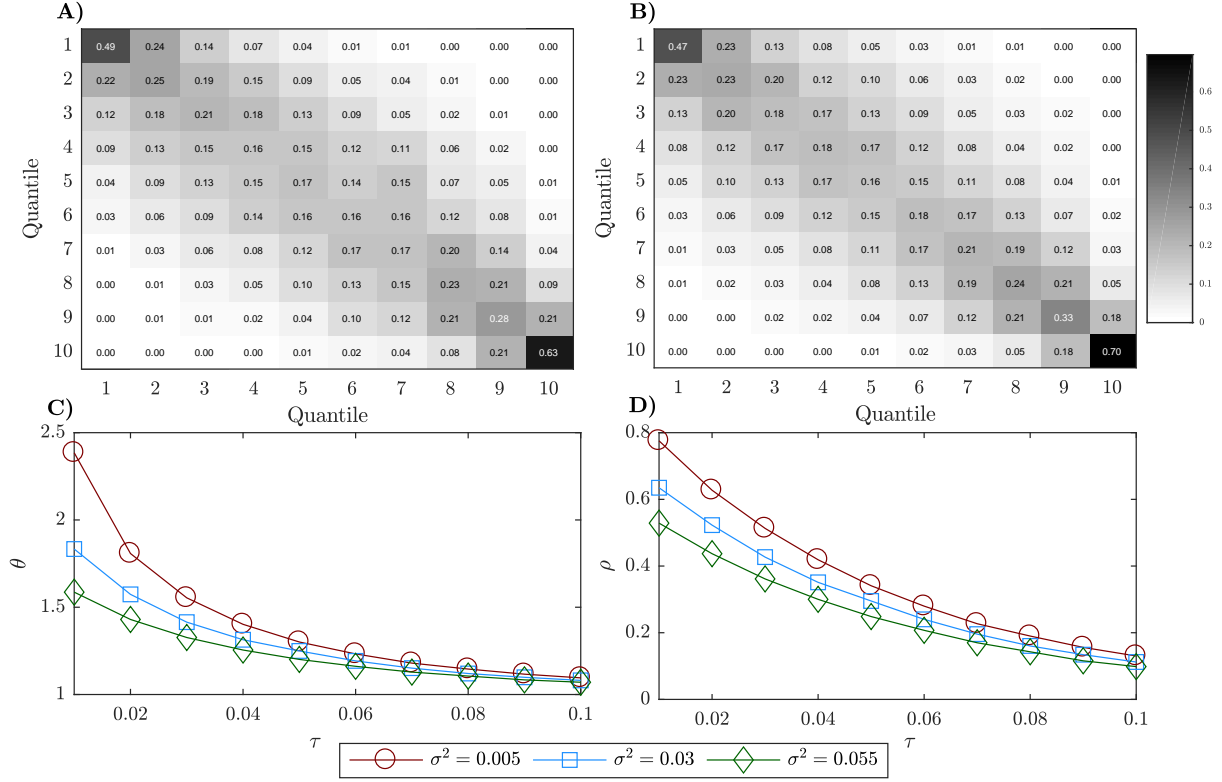 A)
B)
1 0.49 0.24 0.14 0.07 0.04 0.01 0.01 0.00 0.00 0.00
2 0.22 0.25 0.19 0.15 0.09 0.05 0.04 0.01 0.00 0.00
3 0.12 0.18 0.21 0.18 0.13 0.09 0.05 0.02 0.01 0.00
4 0.09 0.13 0.15 0.16 0.15 0.12 0.11 0.06 0.02 0.00
5 0.04 0.09 0.13 0.15 0.17 0.14 0.15 0.07 0.05 0.01
6 0.03 0.06 0.09 0.14 0.16 0.16 0.16 0.12 0.08 0.01
7 0.01 0.03 0.06 0.08 0.12 0.17 0.17 0.20 0.14 0.04
8 0.00 0.01 0.03 0.05 0.10 0.13 0.15 0.23 0.21 0.09
9 0.00 0.01 0.01 0.02 0.04 0.10 0.12 0.21 0.28 0.21
10 0.00 0.00 0.00 0.00 0.01 0.02 0.04 0.08 0.21 0.63
1 2 3 4 5 6 7 8 9 10
Quantile
Quantile
1 0.47 0.23 0.13 0.08 0.05 0.03 0.01 0.01 0.00 0.00
2 0.23 0.23 0.20 0.12 0.10 0.06 0.03 0.02 0.00 0.00
3 0.13 0.20 0.18 0.17 0.13 0.09 0.05 0.02 0.01 0.00
4 0.08 0.12 0.17 0.18 0.17 0.12 0.08 0.04 0.02 0.00
5 0.05 0.10 0.13 0.17 0.16 0.15 0.11 0.08 0.04 0.01
6 0.03 0.06 0.09 0.12 0.15 0.18 0.17 0.13 0.07 0.02
7 0.01 0.03 0.05 0.08 0.11 0.17 0.21 0.19 0.12 0.03
8 0.01 0.02 0.03 0.04 0.08 0.13 0.19 0.24 0.21 0.05
9 0.00 0.00 0.02 0.02 0.04 0.07 0.12 0.21 0.33 0.18
10 0.00 0.00 0.00 0.00 0.01 0.02 0.03 0.05 0.18 0.70
1 2 3 4 5 6 7 8 9 10
Quantile
Quantile
0.6
0.5
0.4
0.3
0.2
0.1
0
C)
2.5
2
1.5
1
θ
0.02 0.04 0.06 0.08 0.1
τ
D)
0.8
0.6
0.4
0.2
0
ρ
0.02 0.04 0.06 0.08 0.1
τ
σ² = 0.005 σ² = 0.03 σ² = 0.055